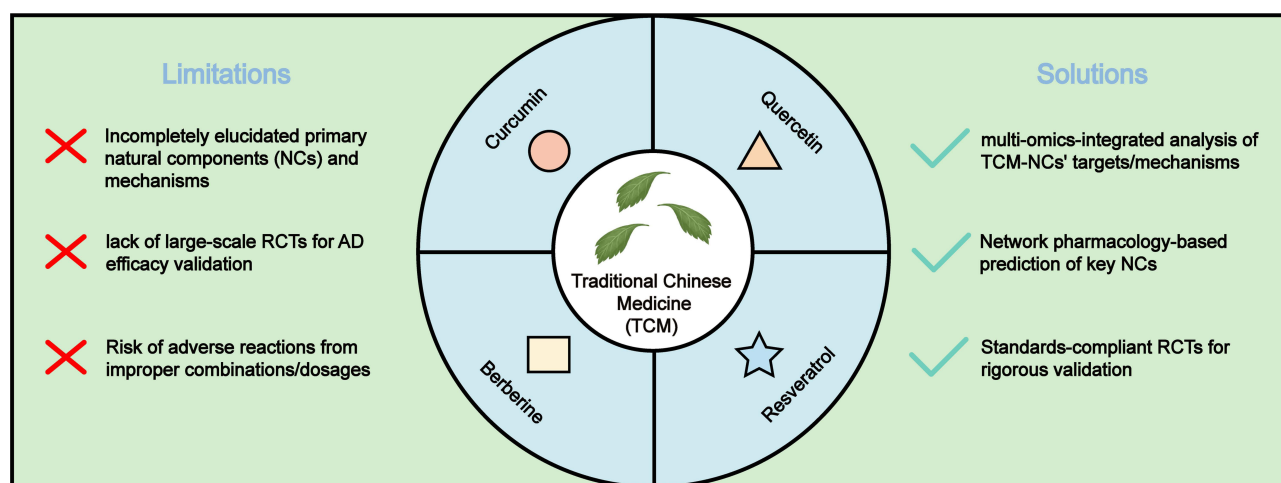 Limitations
Incompletely elucidated primary
natural components (NCs) and
mechanisms
lack of large-scale RCTs for AD
efficacy validation
Risk of adverse reactions from
improper combinations/dosages
Curcumin
Quercetin
Traditional Chinese
Medicine
(TCM)
Berberine
Resveratrol
Solutions
multi-omics-integrated analysis of
TCM-NCs' targets/mechanisms
Network pharmacology-based
prediction of key NCs
Standards-compliant RCTs for
rigorous validation